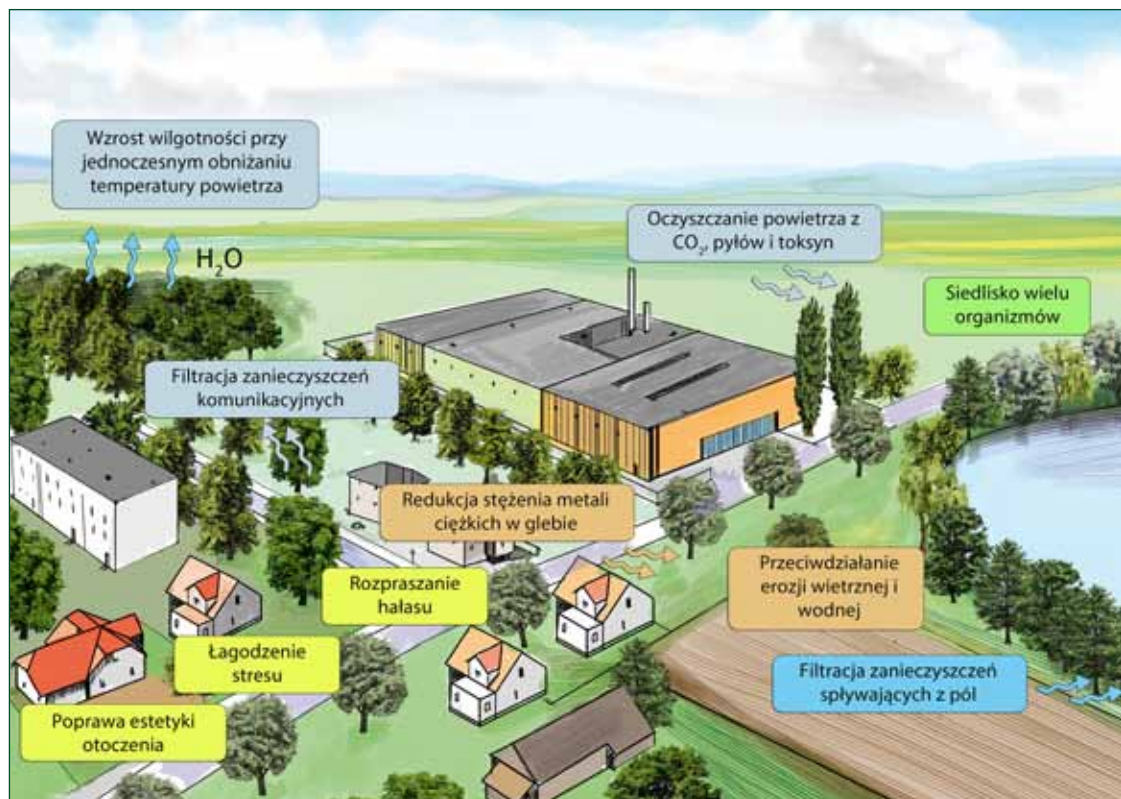 Wzrost wilgotności przy
jednoczesnym obniżaniu
temperatury powietrza
H₂O
Oczyszczanie powietrza z
CO₂, pyłów i toksyn
Siedlisko wielu
organizmów
Filtracja zanieczyszczeń
komunikacyjnych
Redukcja stężenia metali
ciężkich w glebie
Przeciwdziałanie
erozji wietrznej i
wodnej
Rozpraszanie
hałasu
Łagodzenie
stresu
Filtracja zanieczyszczeń
spływających z pól
Poprawa estetyki
otoczenia